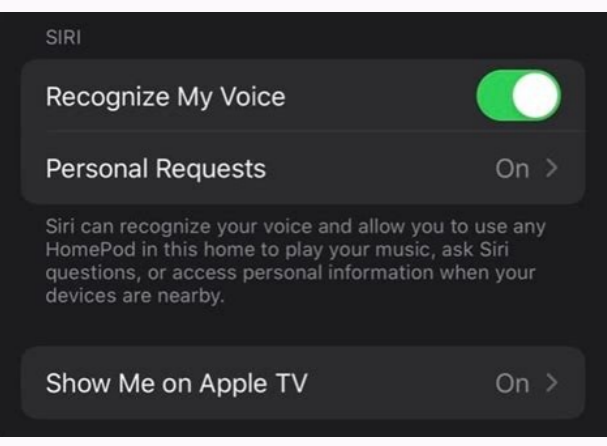 SIRI
Recognize My Voice
Personal Requests On >
Siri can recognize your voice and allow you to use any
HomePod in this home to play your music, ask Siri
questions, or access personal information when your
devices are nearby.
Show Me on Apple TV On >